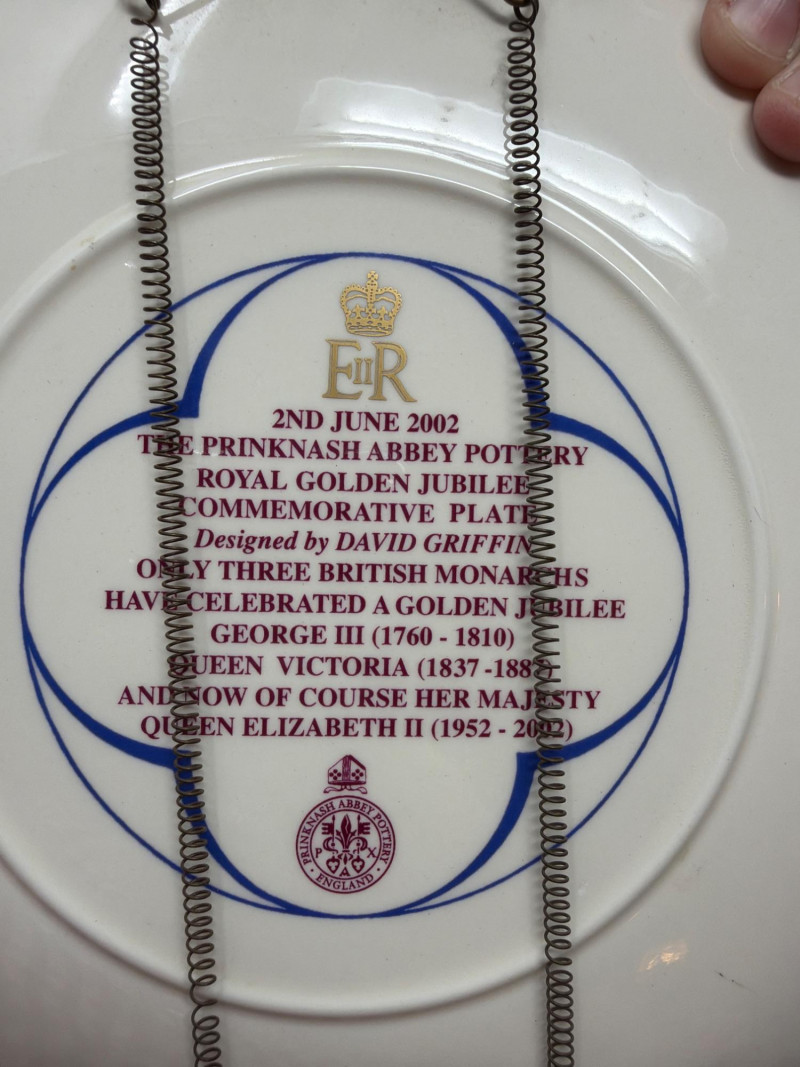 EIIR
2ND JUNE 2002
THE PRINKNASH ABBEY POTTERY
ROYAL GOLDEN JUBILEE
COMMEMORATIVE PLATE
Designed by DAVID GRIFFIN
ONLY THREE BRITISH MONARCHS
HAVE CELEBRATED A GOLDEN JUBILEE
GEORGE III (1760 - 1810)
QUEEN VICTORIA (1837 -1887)
AND NOW OF COURSE HER MAJESTY
QUEEN ELIZABETH II (1952 - 2002)
PRINKNASH ABBEY POTTERY
P A X
· ENGLAND ·